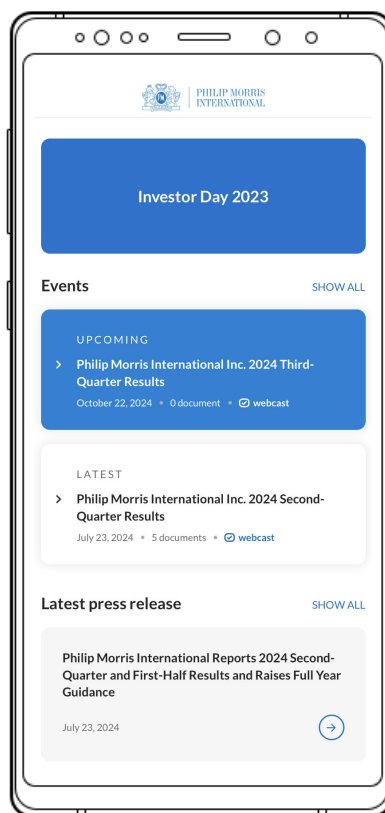 PHILIP MORRIS
INTERNATIONAL
Investor Day 2023
Events
SHOW ALL
UPCOMING
Philip Morris International Inc. 2024 Third-
Quarter Results
October 22, 2024 • 0 document • webcast
LATEST
Philip Morris International Inc. 2024 Second-
Quarter Results
July 23, 2024 • 5 documents • webcast
Latest press release
SHOW ALL
Philip Morris International Reports 2024 Second-
Quarter and First-Half Results and Raises Full Year
Guidance
July 23, 2024